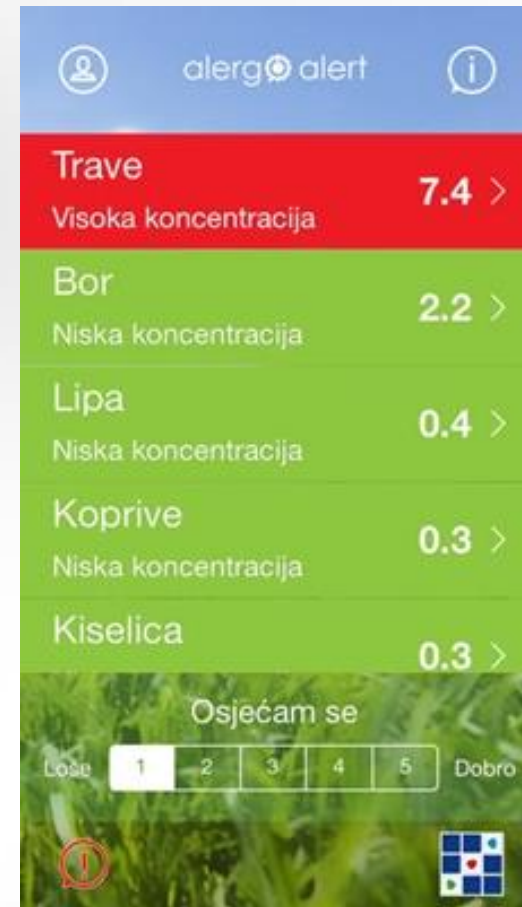 alergo alert
Trave
Visoka koncentracija
7.4
Bor
Niska koncentracija
2.2
Lipa
Niska koncentracija
0.4
Koprive
Niska koncentracija
0.3
Kiselica
0.3
Osjećam se
Loše 1 2 3 4 5 Dobro